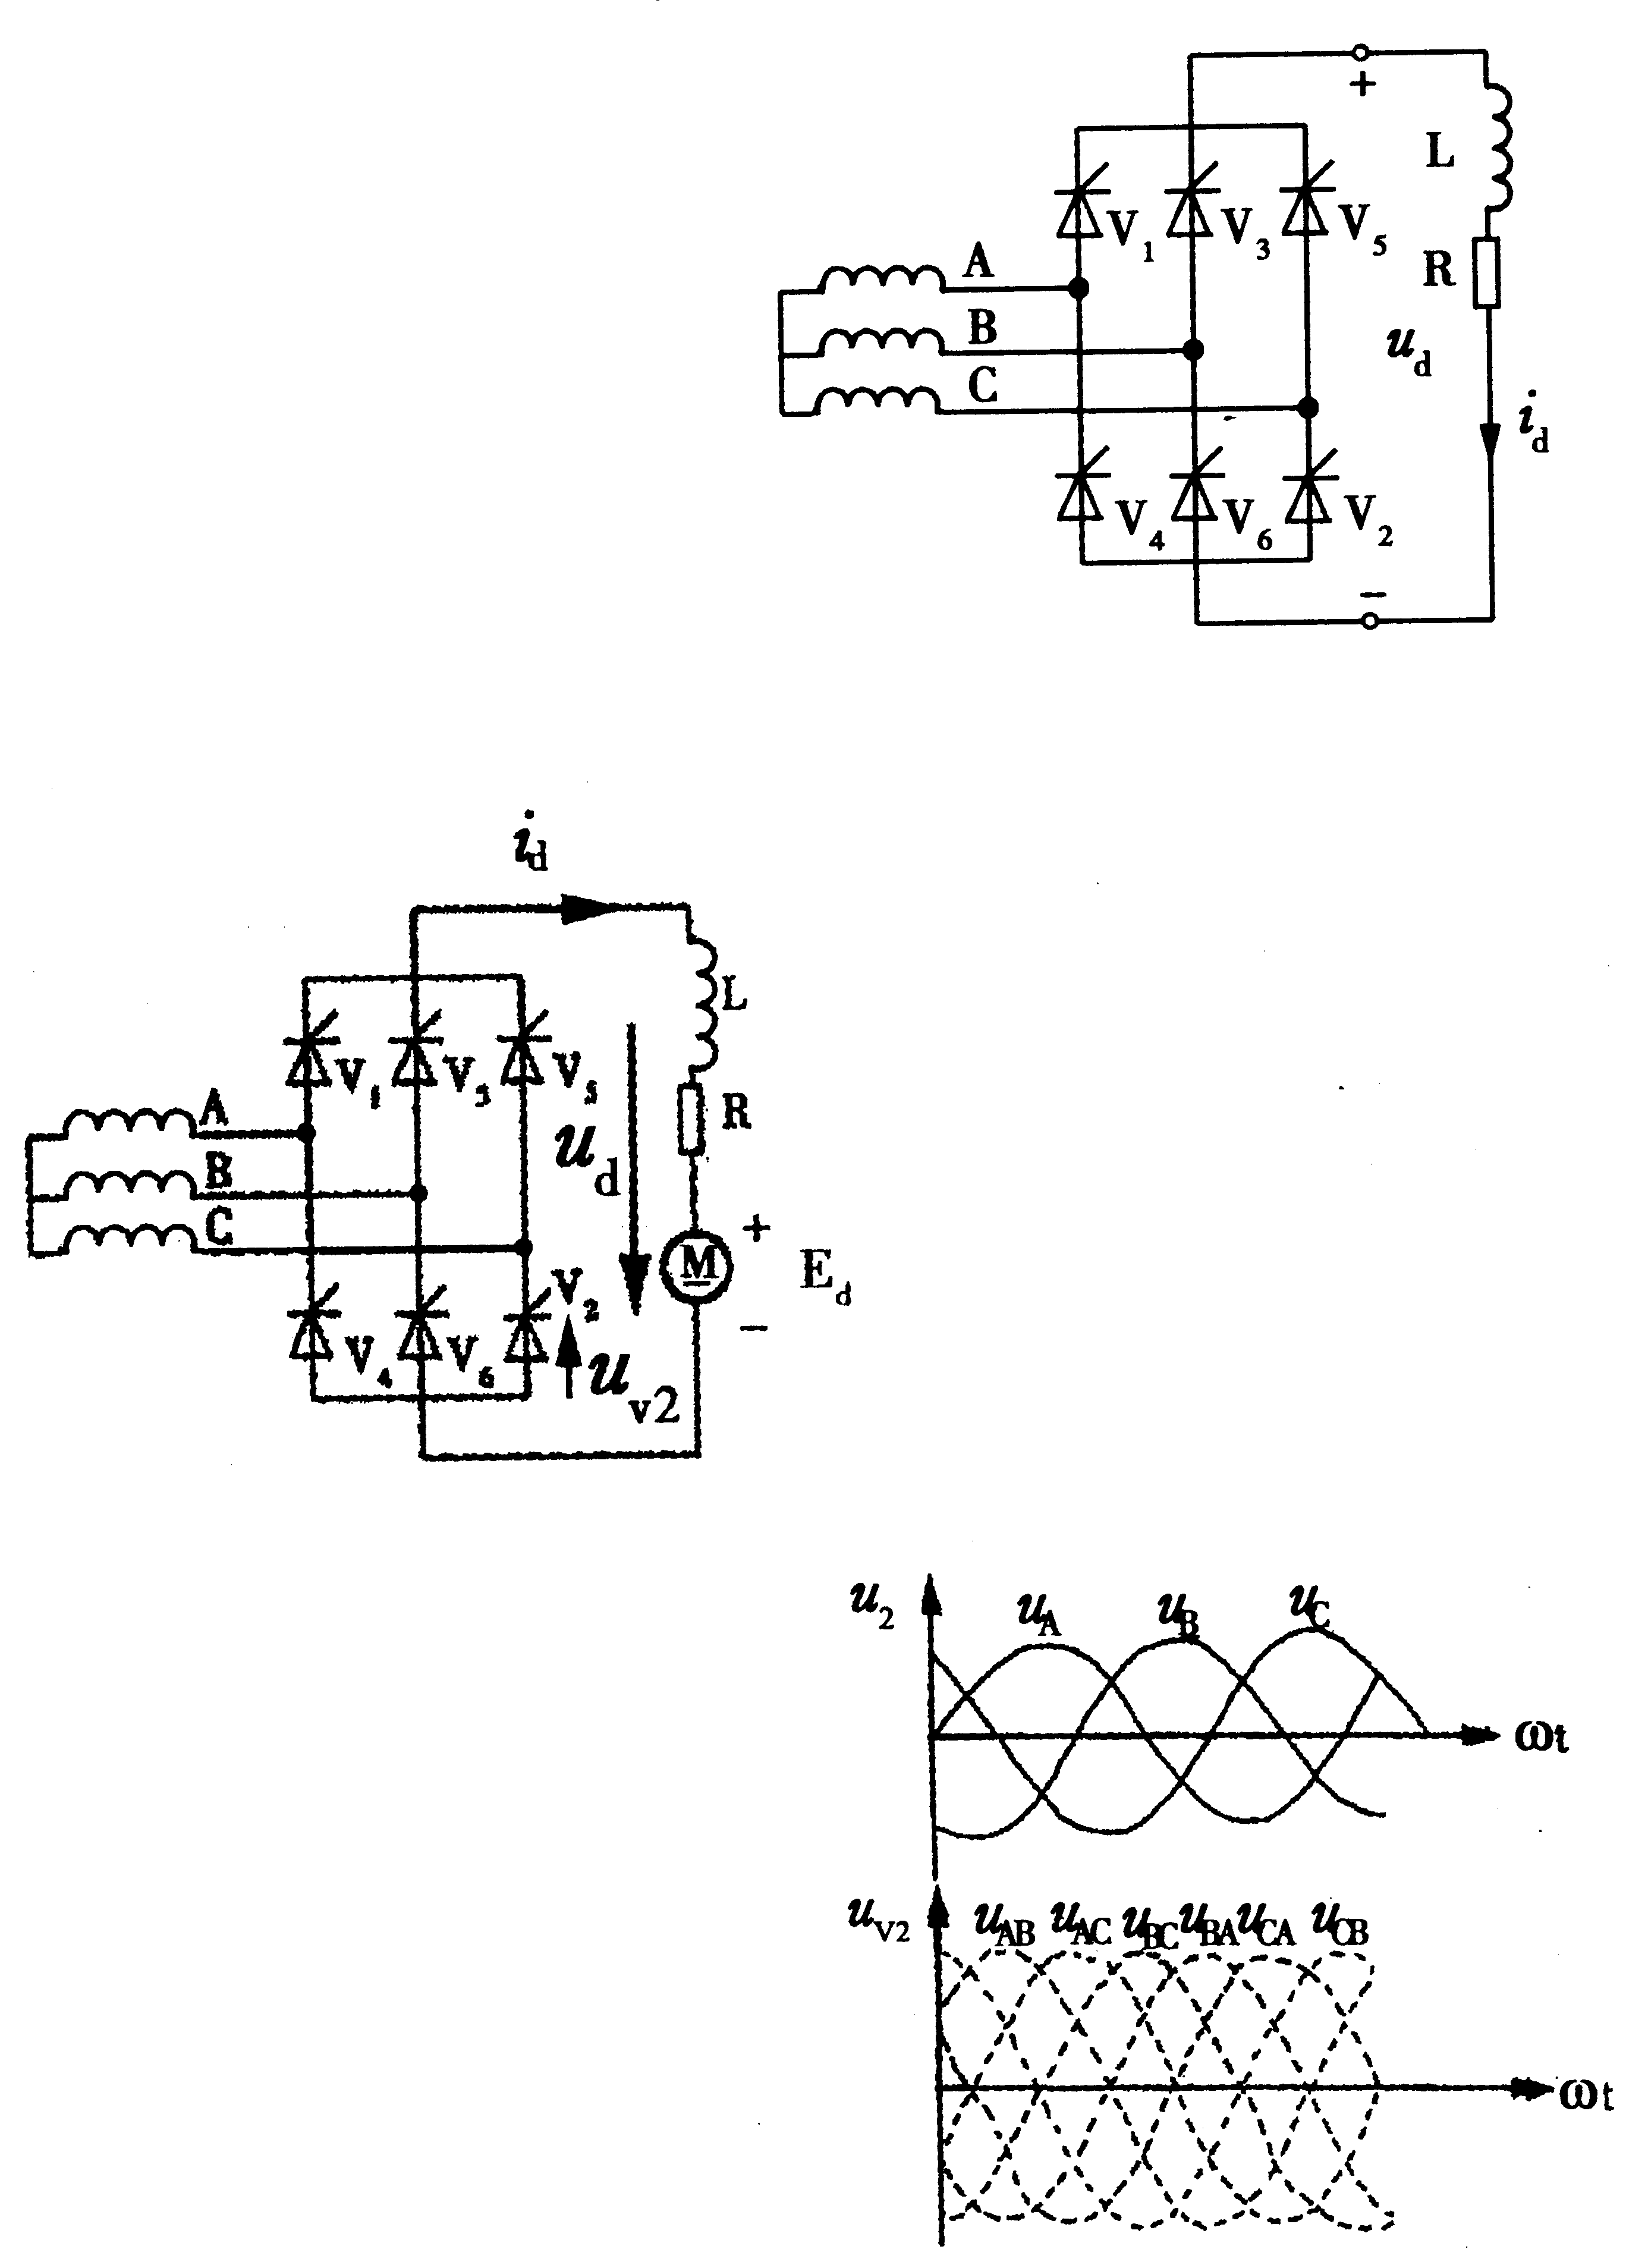 +
L
V1 V3 V5
A
R
B
ud
C
id
V4 V6 V2
−
id
L
V1 V3 V5
A
R
ud
B
+
C
M Ed
V2
−
V4 V6 uv2
u2 uA uB uC
ωt
uV2 uAB uAC uBC uBA uCA uCB
ωt